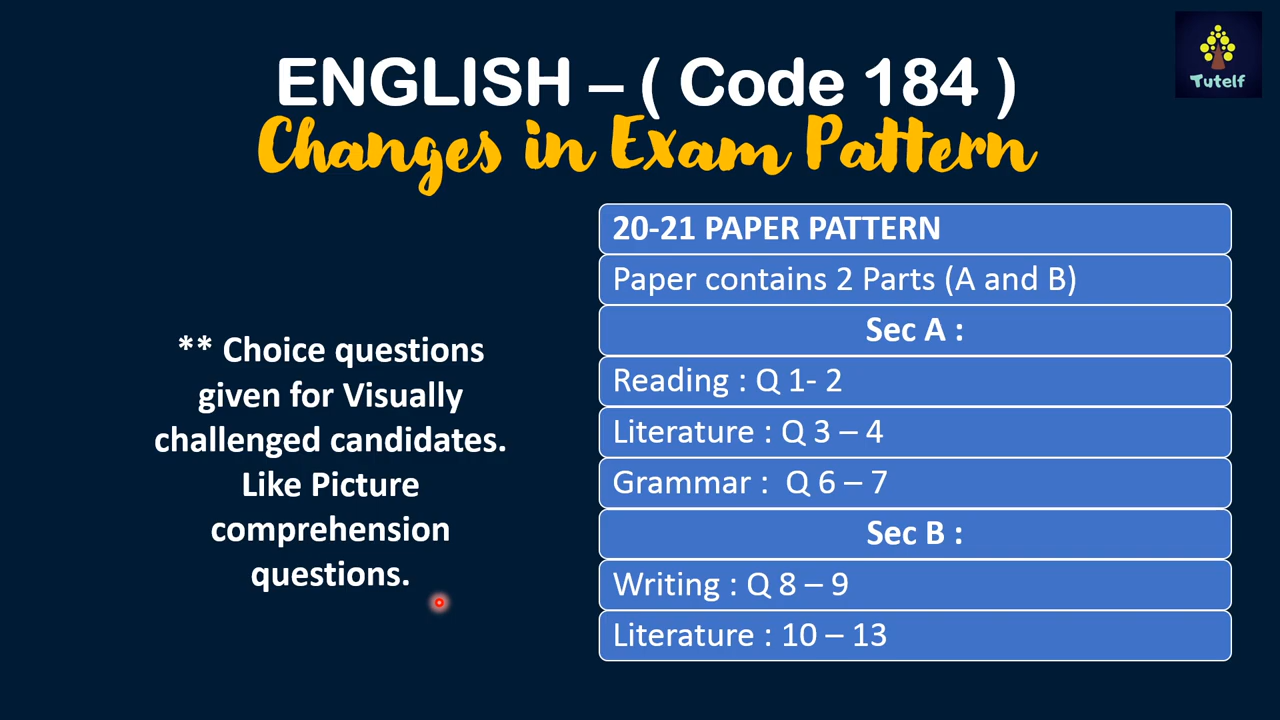 Tutelf
ENGLISH – ( Code 184 )
Changes in Exam Pattern
** Choice questions
given for Visually
challenged candidates.
Like Picture
comprehension
questions.
20-21 PAPER PATTERN
Paper contains 2 Parts (A and B)
Sec A :
Reading : Q 1- 2
Literature : Q 3 – 4
Grammar :  Q 6 – 7
Sec B :
Writing : Q 8 – 9
Literature : 10 – 13